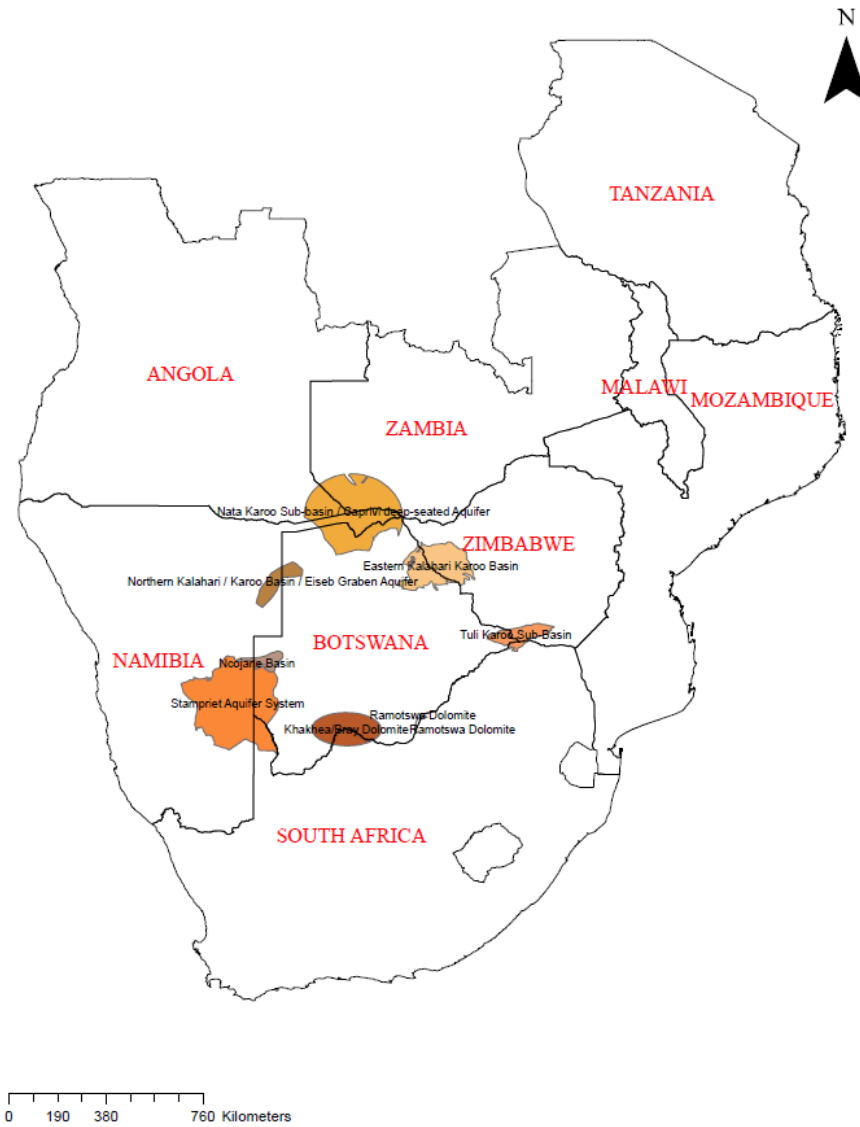 N
TANZANIA
ANGOLA
MALAWI
MOZAMBIQUE
ZAMBIA
Nata Karoo Sub-basin / Caprivi deep-seated Aquifer
ZIMBABWE
Eastern Kalahari Karoo Basin
Northern Kalahari / Karoo Basin / Eiseb Graben Aquifer
Tuli Karoo Sub-Basin
BOTSWANA
NAMIBIA
Ncojane Basin
Stampriet Aquifer System
Ramotswa Dolomite
Khakhea/Bray Dolomite
Ramotswa Dolomite
SOUTH AFRICA
0 190 380 760 Kilometers